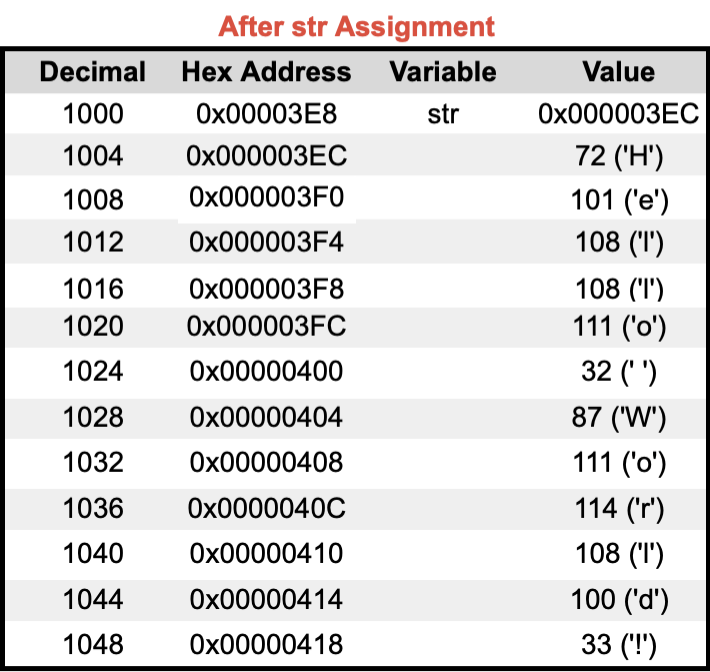 After str Assignment
Decimal Hex Address Variable Value
1000 0x00003E8 str 0x000003EC
1004 0x000003EC 72 ('H')
1008 0x000003F0 101 ('e')
1012 0x000003F4 108 ('l')
1016 0x000003F8 108 ('l')
1020 0x000003FC 111 ('o')
1024 0x00000400 32 (' ')
1028 0x00000404 87 ('W')
1032 0x00000408 111 ('o')
1036 0x0000040C 114 ('r')
1040 0x00000410 108 ('l')
1044 0x00000414 100 ('d')
1048 0x00000418 33 ('!')